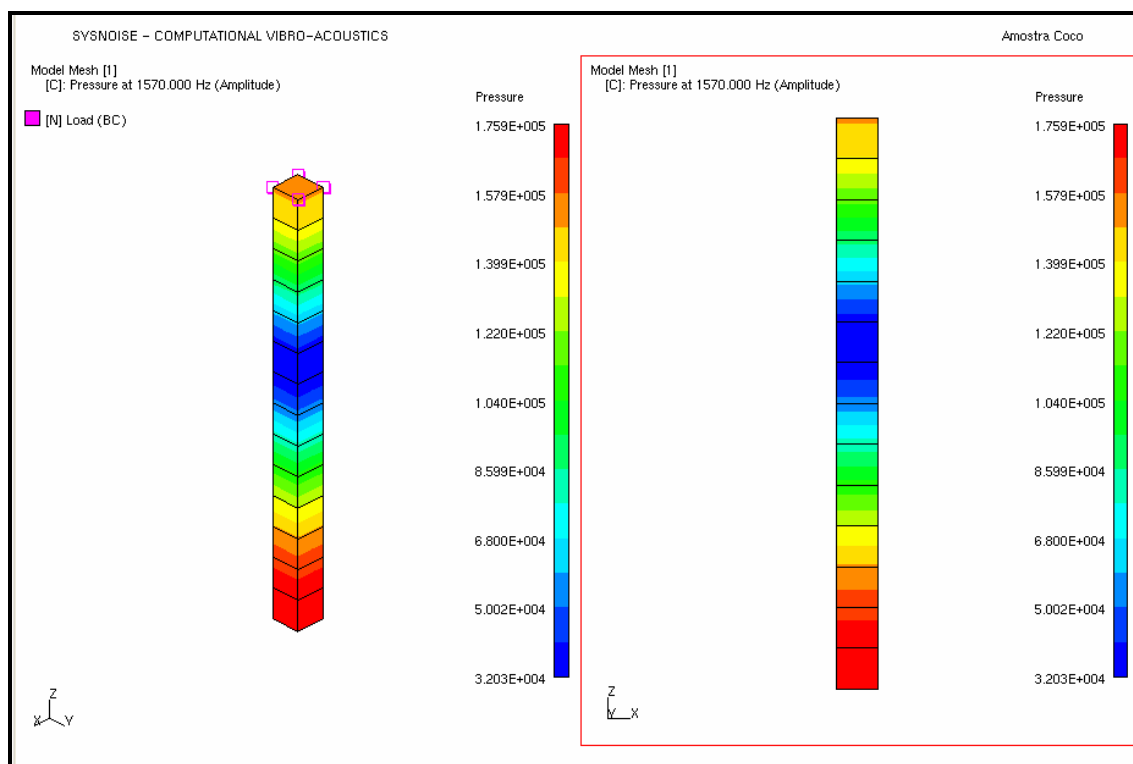 SYSNOISE - COMPUTATIONAL VIBRO-ACOUSTICS
Amostra Coco
Model Mesh [1]
[C]: Pressure at 1570.000 Hz (Amplitude)
[N] Load (BC)
Pressure
1.759E+005
1.579E+005
1.399E+005
1.220E+005
1.040E+005
8.599E+004
6.800E+004
5.002E+004
3.203E+004
Z
X
Y
Model Mesh [1]
[C]: Pressure at 1570.000 Hz (Amplitude)
Pressure
1.759E+005
1.579E+005
1.399E+005
1.220E+005
1.040E+005
8.599E+004
6.800E+004
5.002E+004
3.203E+004
Z
Y
X